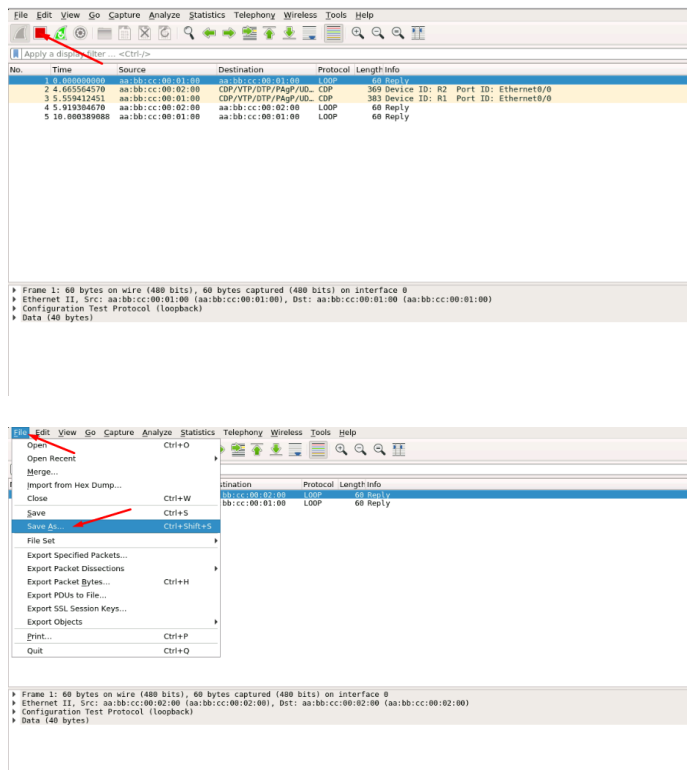 File Edit View Go Capture Analyze Statistics Telephony Wireless Tools Help
Apply a display filter ... <Ctrl-/>
No. Time Source Destination Protocol Length Info
1 0.000000000 aa:bb:cc:00:01:00 aa:bb:cc:00:01:00 LOOP 60 Reply
2 4.665564570 aa:bb:cc:00:02:00 CDP/VTP/DTP/PAgP/UD… CDP 369 Device ID: R2 Port ID: Ethernet0/0
3 5.559412451 aa:bb:cc:00:01:00 CDP/VTP/DTP/PAgP/UD… CDP 383 Device ID: R1 Port ID: Ethernet0/0
4 5.919304670 aa:bb:cc:00:02:00 aa:bb:cc:00:02:00 LOOP 60 Reply
5 10.000389088 aa:bb:cc:00:01:00 aa:bb:cc:00:01:00 LOOP 60 Reply
Frame 1: 60 bytes on wire (480 bits), 60 bytes captured (480 bits) on interface 0
Ethernet II, Src: aa:bb:cc:00:01:00 (aa:bb:cc:00:01:00), Dst: aa:bb:cc:00:01:00 (aa:bb:cc:00:01:00)
Configuration Test Protocol (loopback)
Data (40 bytes)
File Edit View Go Capture Analyze Statistics Telephony Wireless Tools Help
Open Ctrl+O
Open Recent
Merge...
Import from Hex Dump...
Close Ctrl+W
Save Ctrl+S
Save As... Ctrl+Shift+S
File Set
Export Specified Packets...
Export Packet Dissections
Export Packet Bytes... Ctrl+H
Export PDUs to File...
Export SSL Session Keys...
Export Objects
Print... Ctrl+P
Quit Ctrl+Q
stination Protocol Length Info
bb:cc:00:02:00 LOOP 60 Reply
bb:cc:00:01:00 LOOP 60 Reply
Frame 1: 60 bytes on wire (480 bits), 60 bytes captured (480 bits) on interface 0
Ethernet II, Src: aa:bb:cc:00:02:00 (aa:bb:cc:00:02:00), Dst: aa:bb:cc:00:02:00 (aa:bb:cc:00:02:00)
Configuration Test Protocol (loopback)
Data (40 bytes)